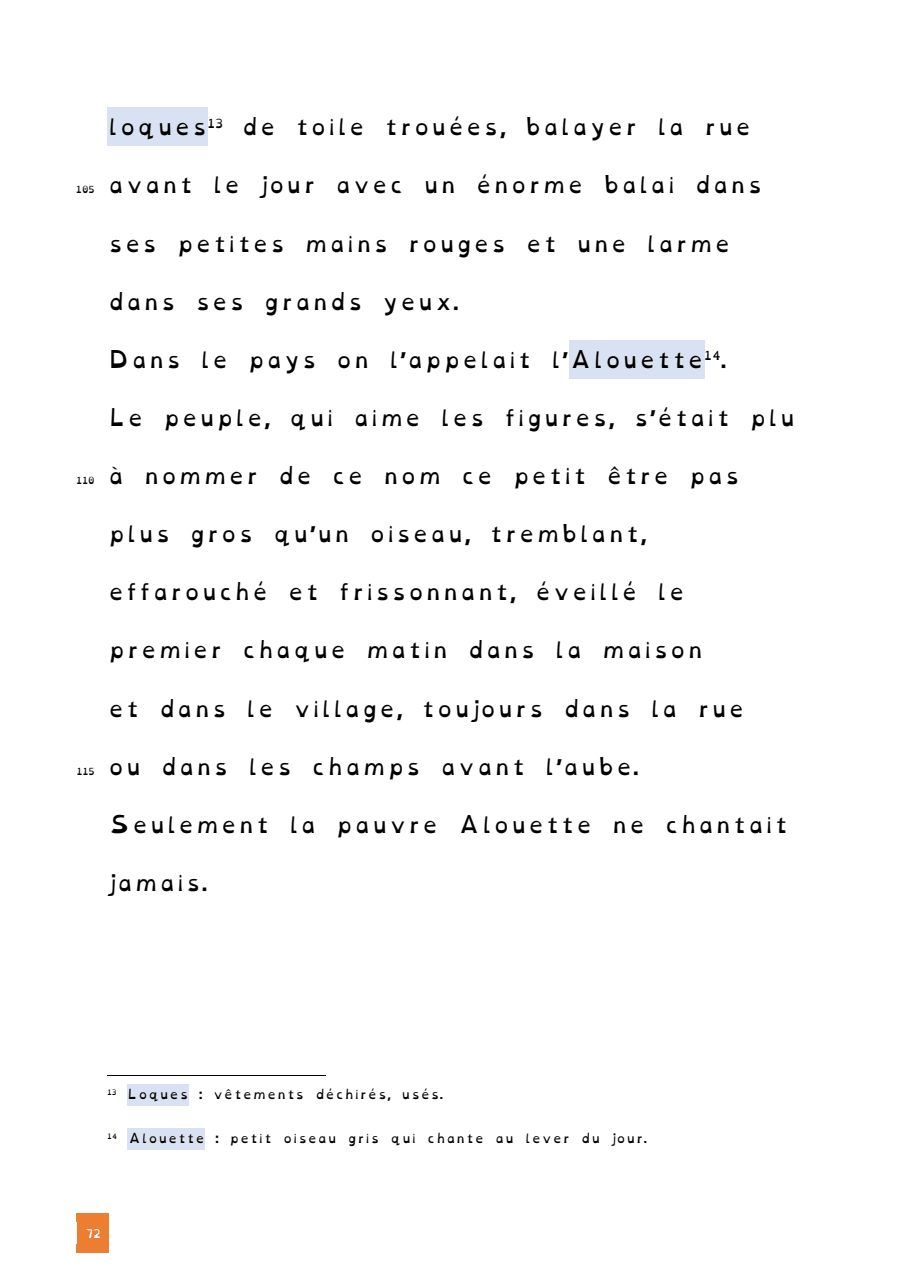 loques¹³ de toile trouées, balayer la rue
105 avant le jour avec un énorme balai dans
ses petites mains rouges et une larme
dans ses grands yeux.
Dans le pays on l'appelait l'Alouette¹⁴.
Le peuple, qui aime les figures, s'était plu
110 à nommer de ce nom ce petit être pas
plus gros qu'un oiseau, tremblant,
effarouché et frissonnant, éveillé le
premier chaque matin dans la maison
et dans le village, toujours dans la rue
115 ou dans les champs avant l'aube.
Seulement la pauvre Alouette ne chantait
jamais.
¹³ Loques : vêtements déchirés, usés.
¹⁴ Alouette : petit oiseau gris qui chante au lever du jour.
72